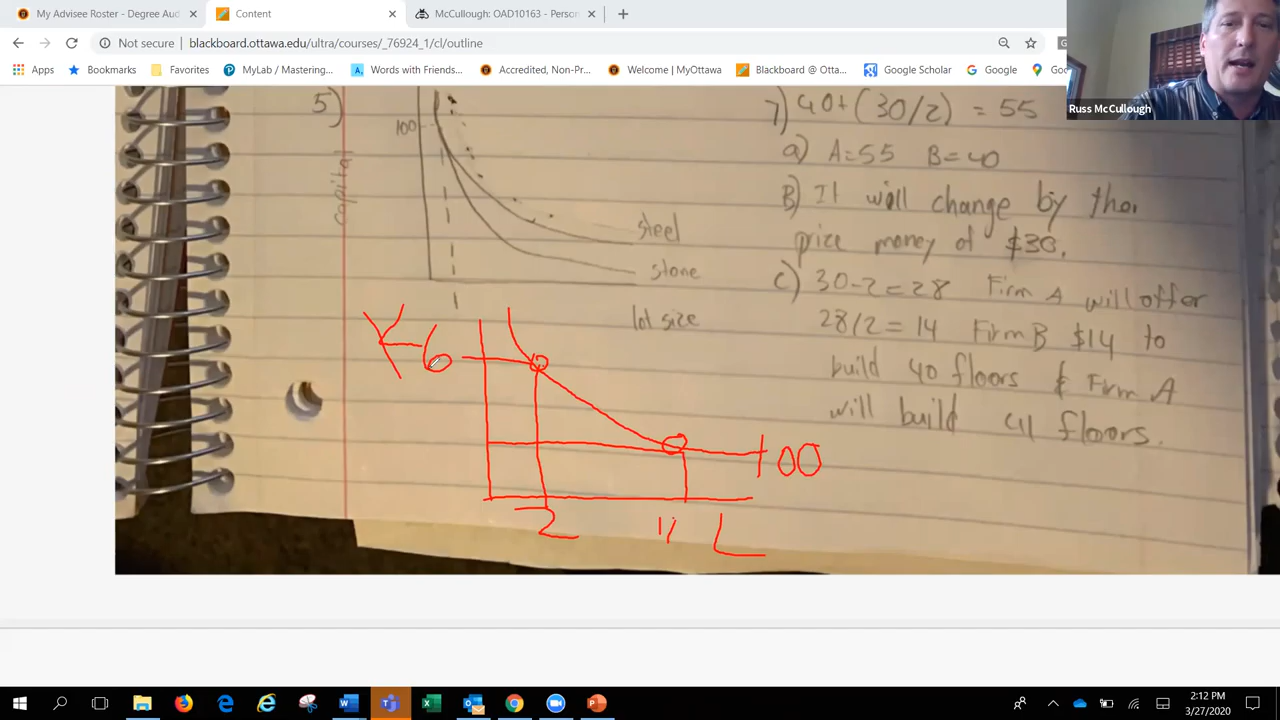 My Advisee Roster - Degree Aud
Content
McCullough: OAD10163 - Person
Not secure
blackboard.ottawa.edu/ultra/courses/_76924_1/cl/outline
Apps
Bookmarks
Favorites
MyLab / Mastering...
Words with Friends...
Accredited, Non-Pr...
Welcome | MyOttawa
Blackboard @ Otta...
Google Scholar
Google
Russ McCullough
5)
100
capital
steel
stone
1
lot size
7) 40+(30/2) = 55
a) A=55 B=40
B) It will change by the
price money of $30.
c) 30-2=28 Firm A will offer
28/2=14 Firm B $14 to
build 40 floors & Firm A
will build 41 floors.
K
6
100
2
11
L
2:12 PM
3/27/2020